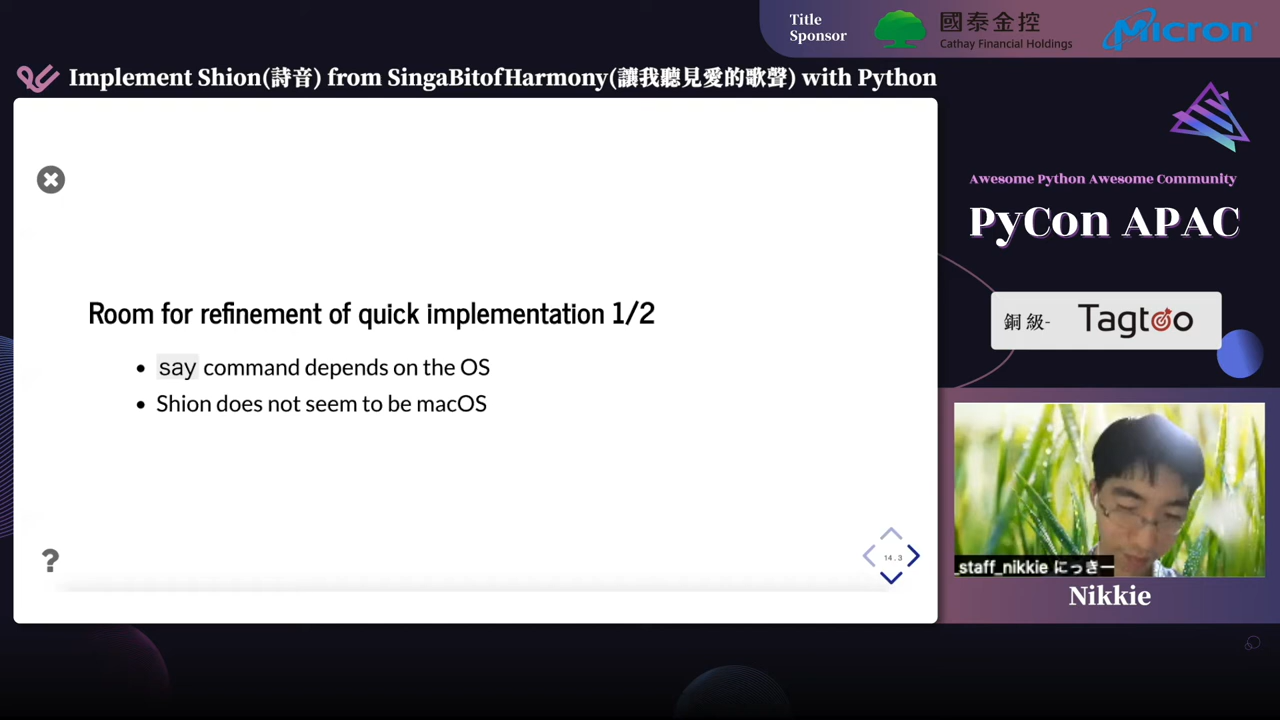 Title
Sponsor
國泰金控
Cathay Financial Holdings
Micron
Implement Shion(詩音) from SingaBitofHarmony(讓我聽見愛的歌聲) with Python
Awesome Python Awesome Community
PyCon APAC
銅級-
Tagtoo
Room for refinement of quick implementation 1/2
say command depends on the OS
Shion does not seem to be macOS
?
14.3
_staff_nikkie にっきー
Nikkie